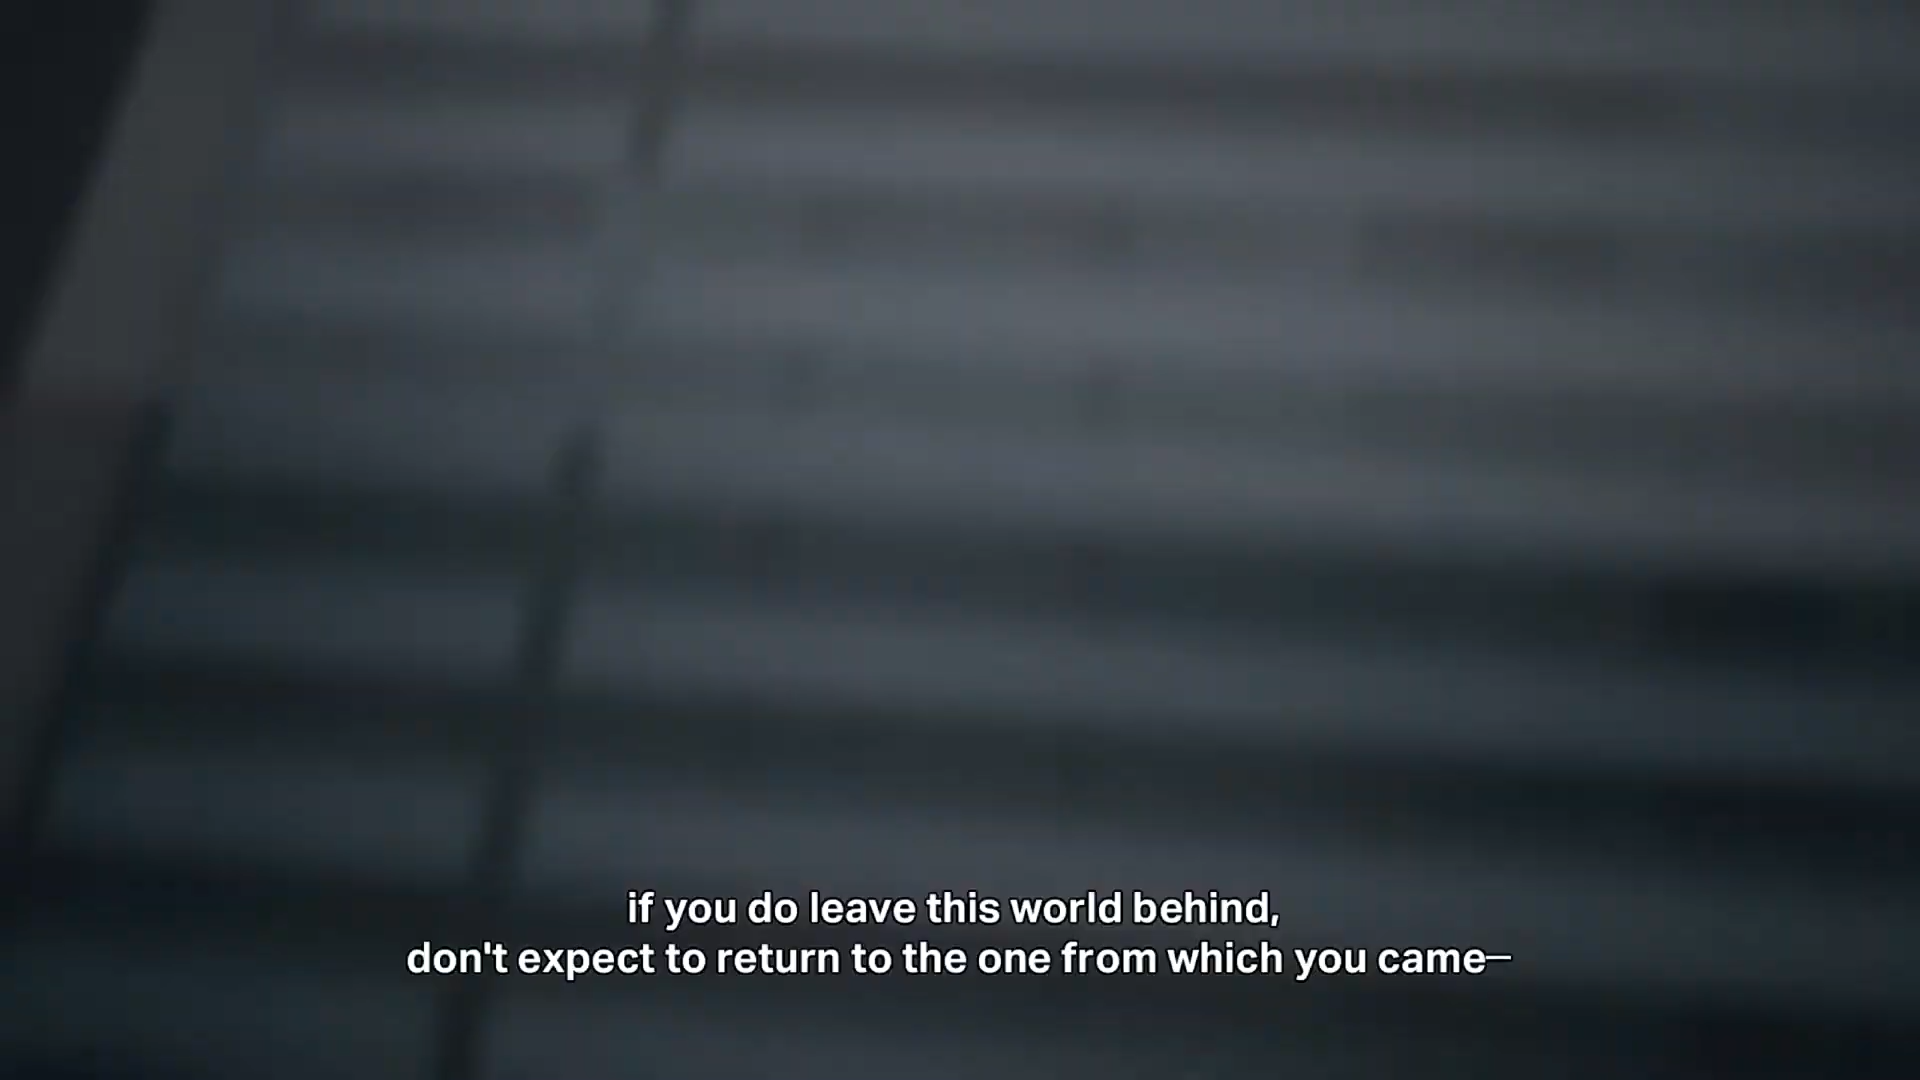 if you do leave this world behind,
don't expect to return to the one from which you came—